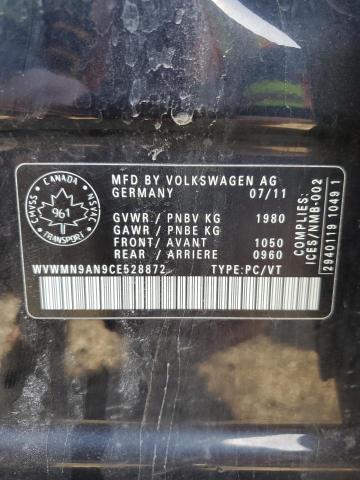 CANADA
CMVSS
NSVAC
961
TRANSPORT
MFD BY VOLKSWAGEN AG
GERMANY 07/11
GVWR / PNBV KG 1980
GAWR / PNBE KG
FRONT/ AVANT 1050
REAR / ARRIERE 0960
WVWMN9AN9CE528872 TYPE:PC/VT
COMPLIES:
ICES/NMB-002
2940119 1049 1